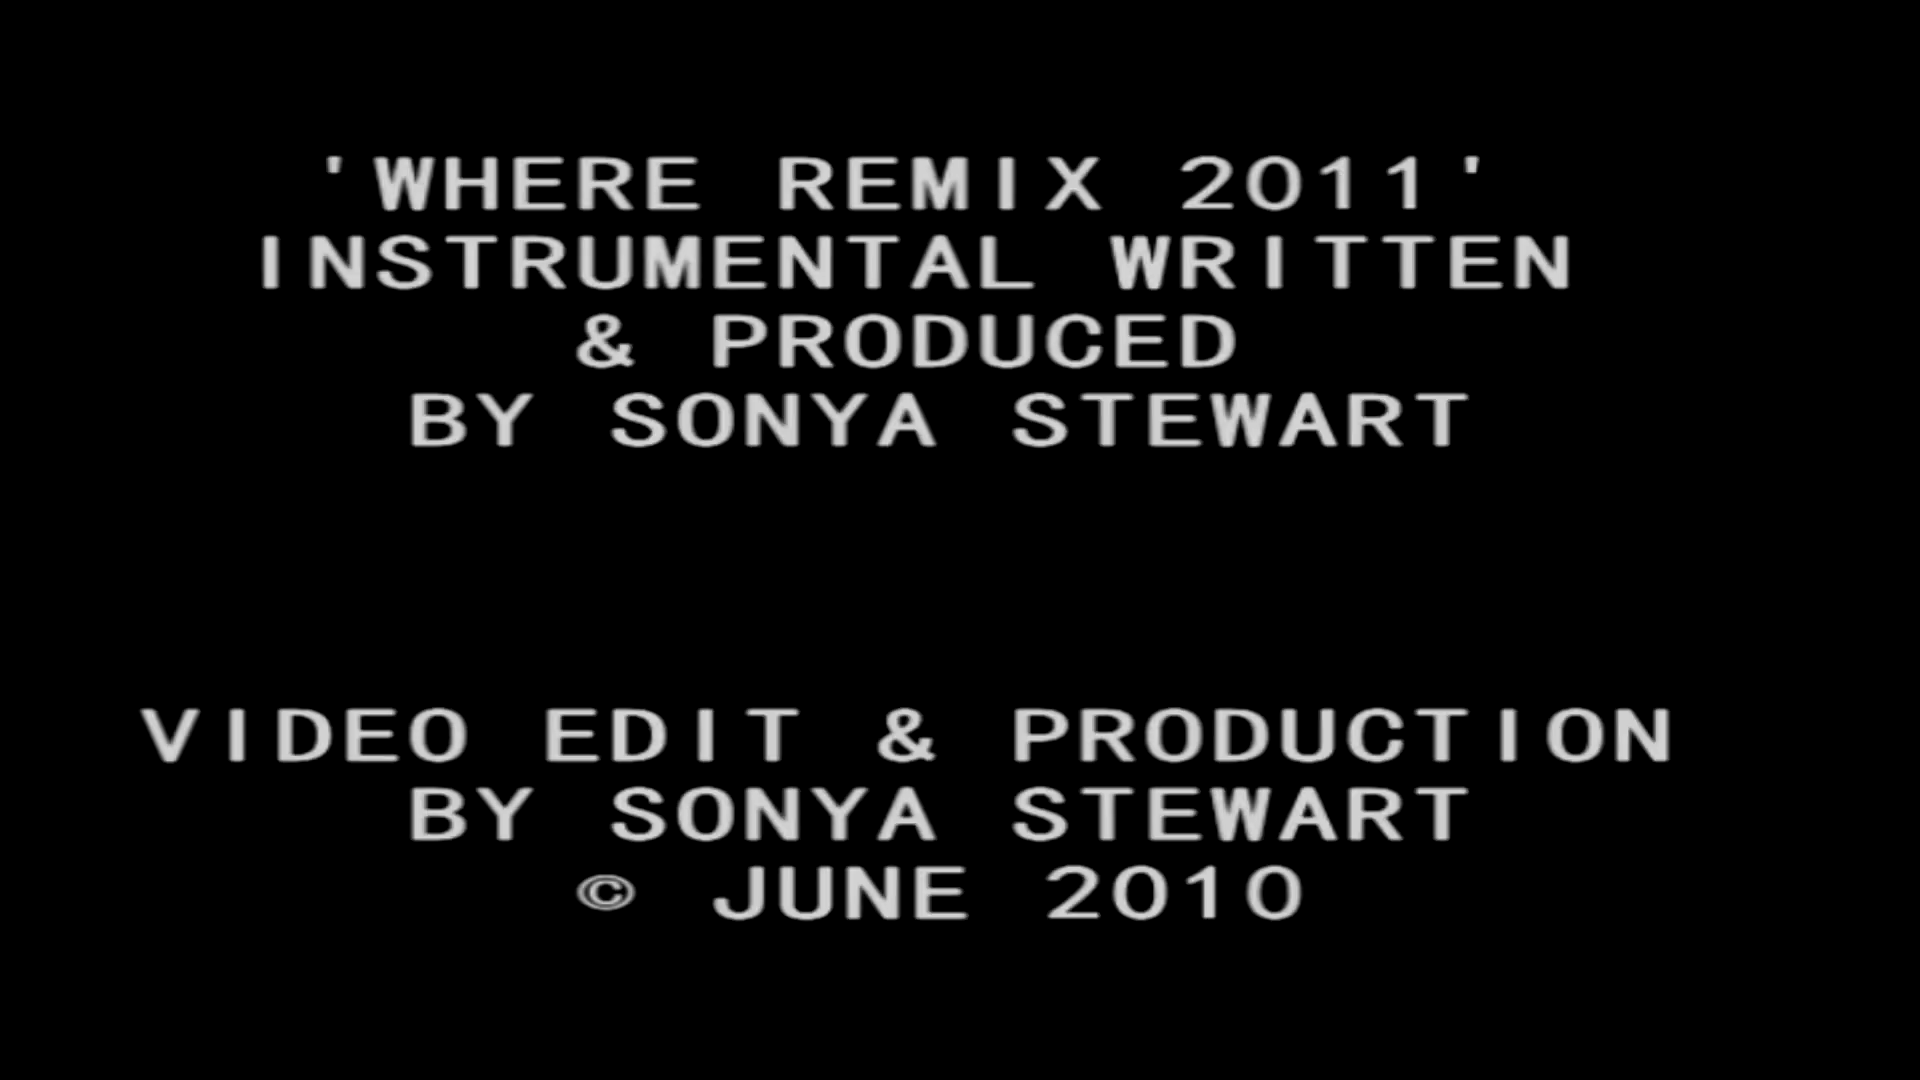 'WHERE REMIX 2011'
INSTRUMENTAL WRITTEN
& PRODUCED
BY SONYA STEWART
VIDEO EDIT & PRODUCTION
BY SONYA STEWART
© JUNE 2010